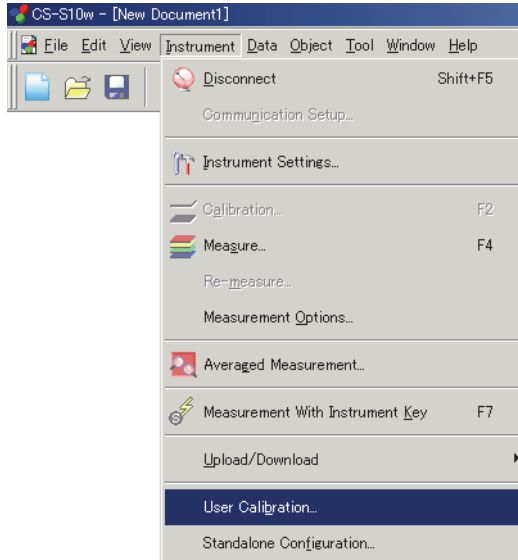 CS-S10w - [New Document1]
File Edit View Instrument Data Object Tool Window Help
Disconnect Shift+F5
Communication Setup...
Instrument Settings...
Calibration... F2
Measure... F4
Re-measure...
Measurement Options...
Averaged Measurement...
Measurement With Instrument Key F7
Upload/Download
User Calibration...
Standalone Configuration...